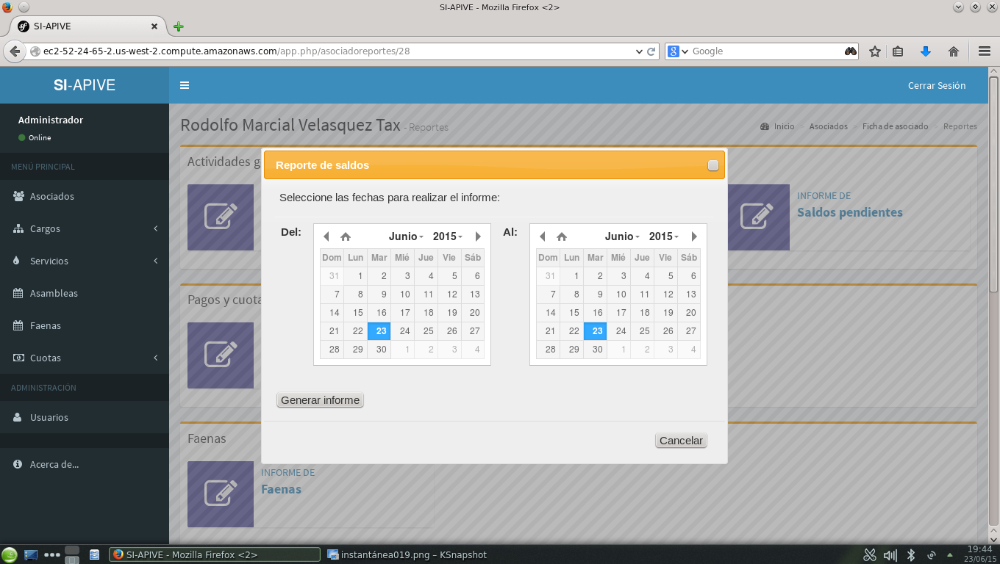 SI-APIVE - Mozilla Firefox <2>
SI-APIVE
ec2-52-24-65-2.us-west-2.compute.amazonaws.com/app.php/asociadoreportes/28
Google
SI-APIVE
Cerrar Sesión
Administrador
Online
MENÚ PRINCIPAL
Asociados
Cargos
Servicios
Asambleas
Faenas
Cuotas
ADMINISTRACIÓN
Usuarios
Acerca de...
Rodolfo Marcial Velasquez Tax - Reportes
Inicio > Asociados > Ficha de asociado > Reportes
Actividades g
INFORME DE
Saldos pendientes
Pagos y cuota
Faenas
INFORME DE
Faenas
Reporte de saldos
Seleccione las fechas para realizar el informe:
Del:
Junio 2015
Dom Lun Mar Mié Jue Vie Sáb
31 1 2 3 4 5 6
7 8 9 10 11 12 13
14 15 16 17 18 19 20
21 22 23 24 25 26 27
28 29 30 1 2 3 4
Al:
Junio 2015
Dom Lun Mar Mié Jue Vie Sáb
31 1 2 3 4 5 6
7 8 9 10 11 12 13
14 15 16 17 18 19 20
21 22 23 24 25 26 27
28 29 30 1 2 3 4
Generar informe
Cancelar
SI-APIVE - Mozilla Firefox <2>
instantánea019.png – KSnapshot
19:44
23/06/15